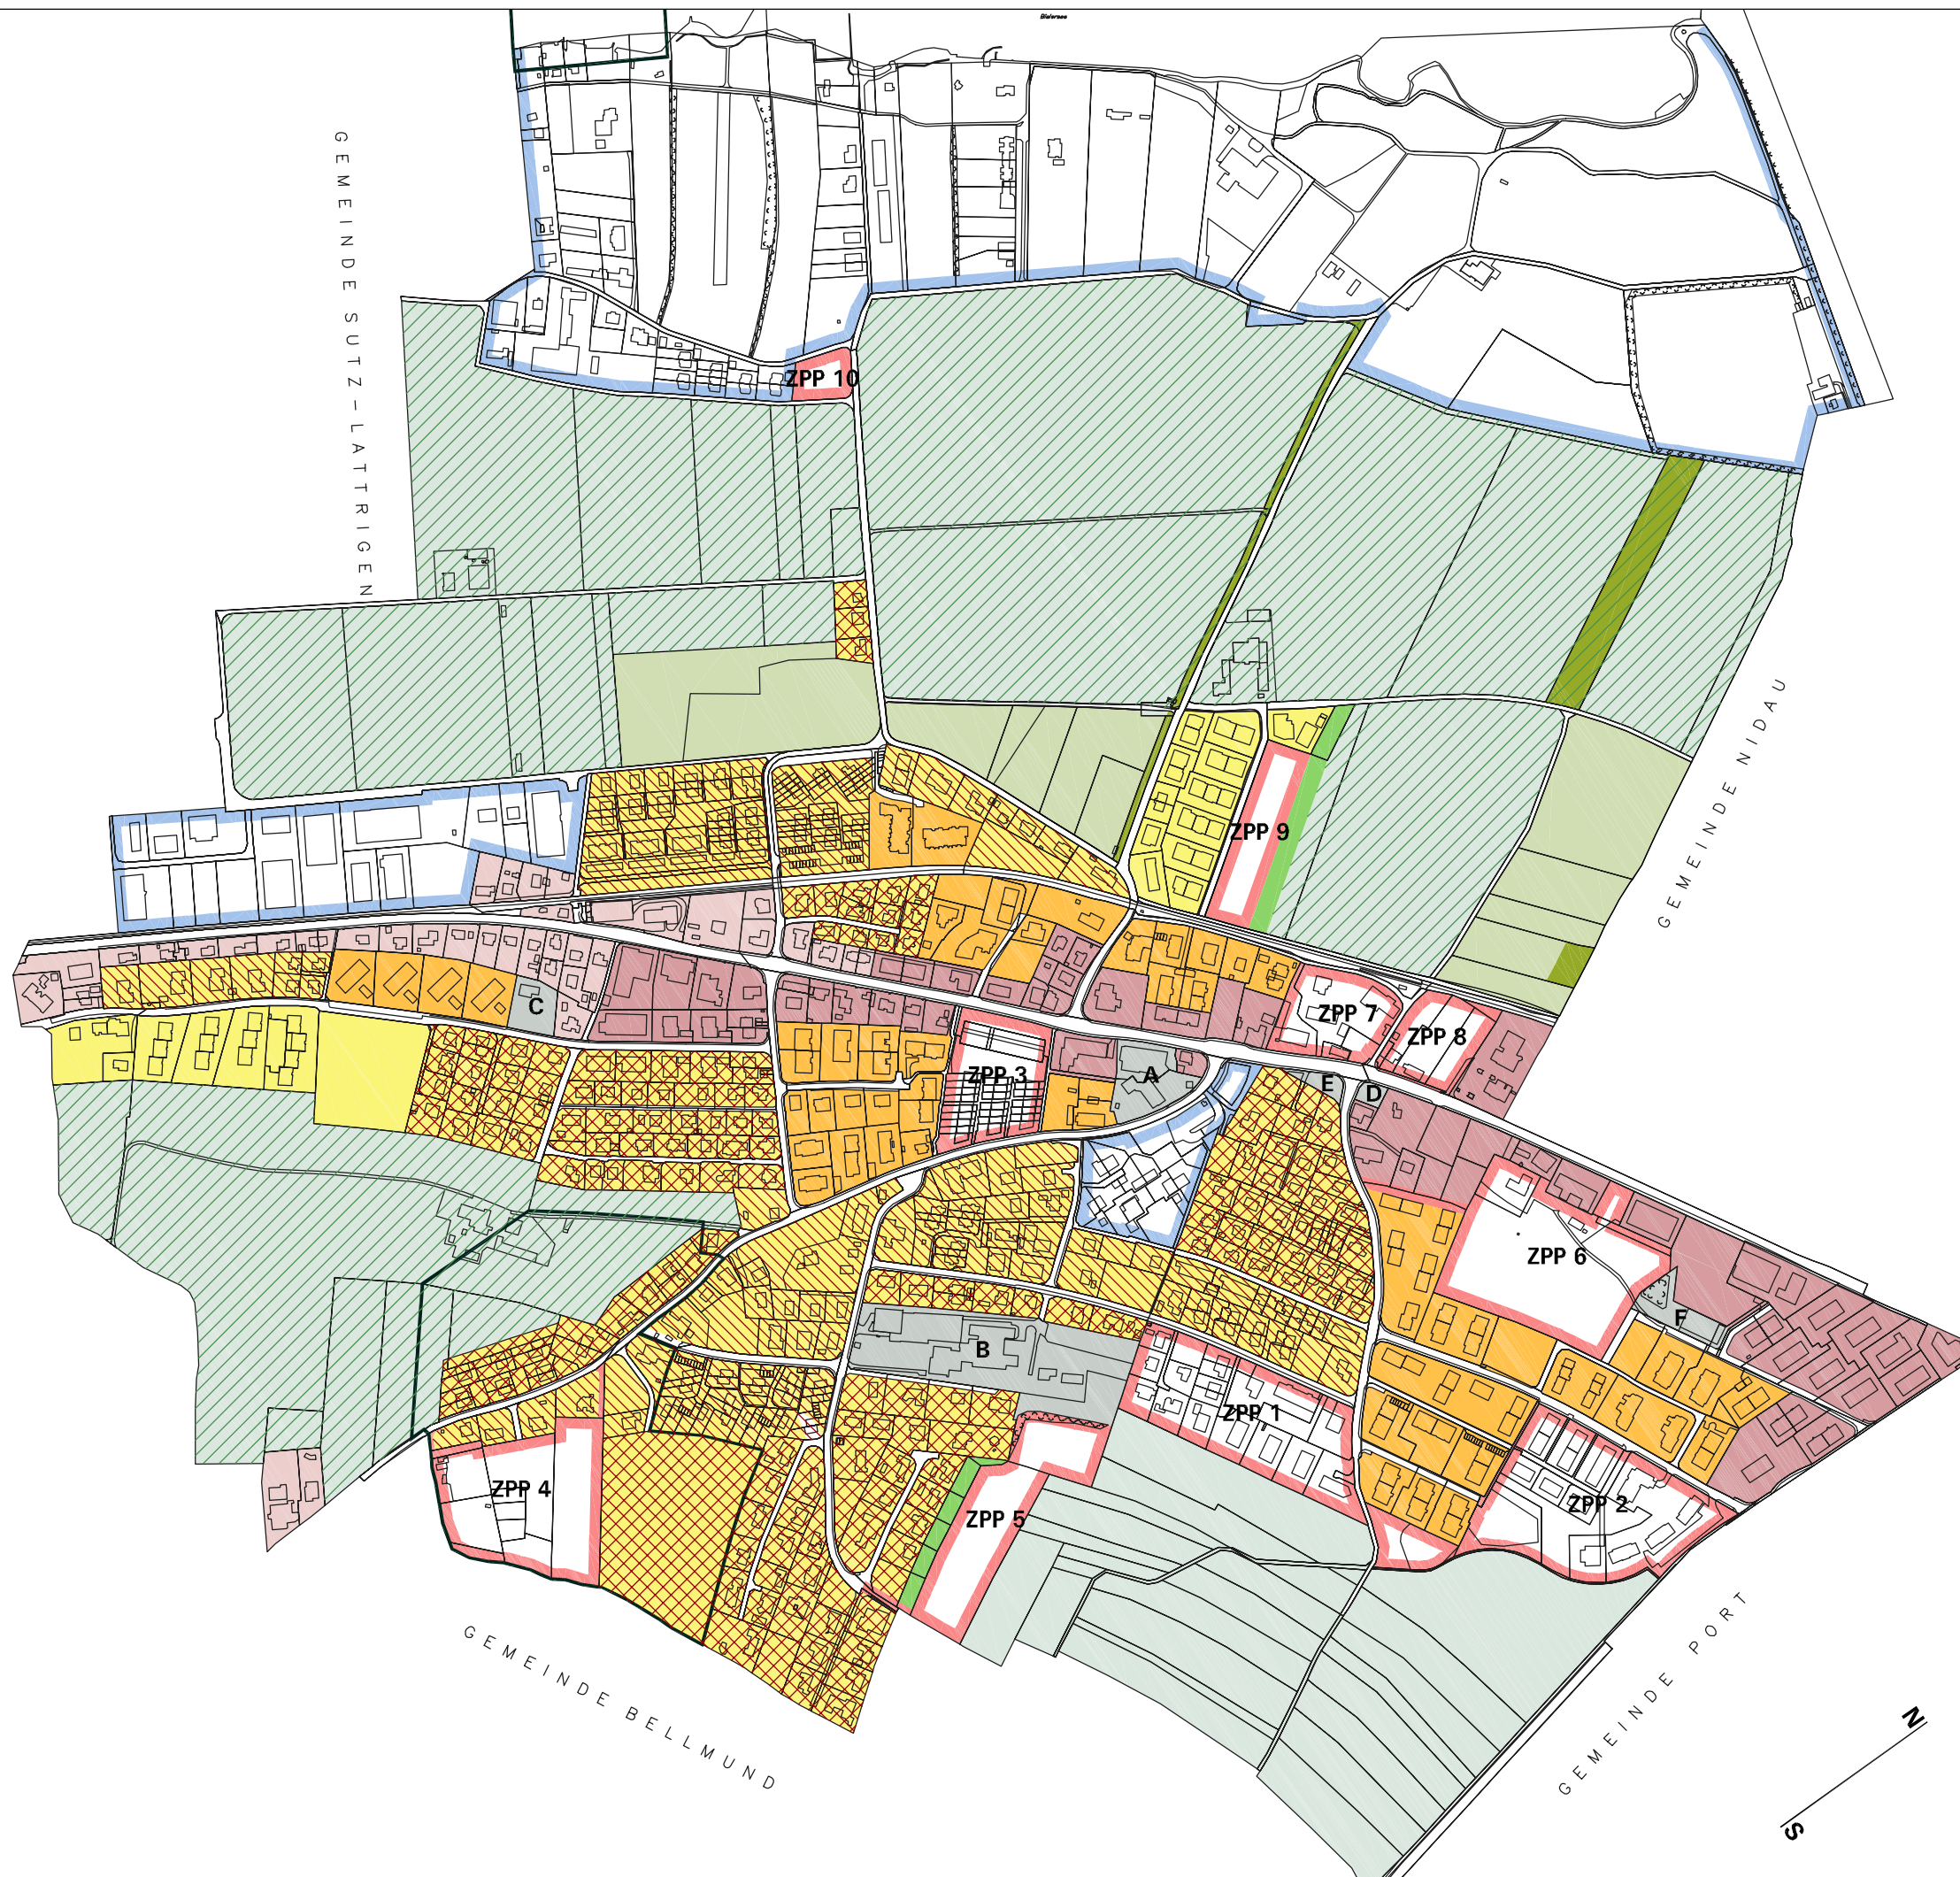 Bielersee
GEMEINDE SUTZ-LATTRIGEN
ZPP 10
GEMEINDE NIDAU
ZPP 9
C
ZPP 7
ZPP 8
ZPP 3
A
E
D
ZPP 6
F
B
ZPP 1
ZPP 4
ZPP 5
ZPP 2
GEMEINDE BELLMUND
GEMEINDE PORT
N
S